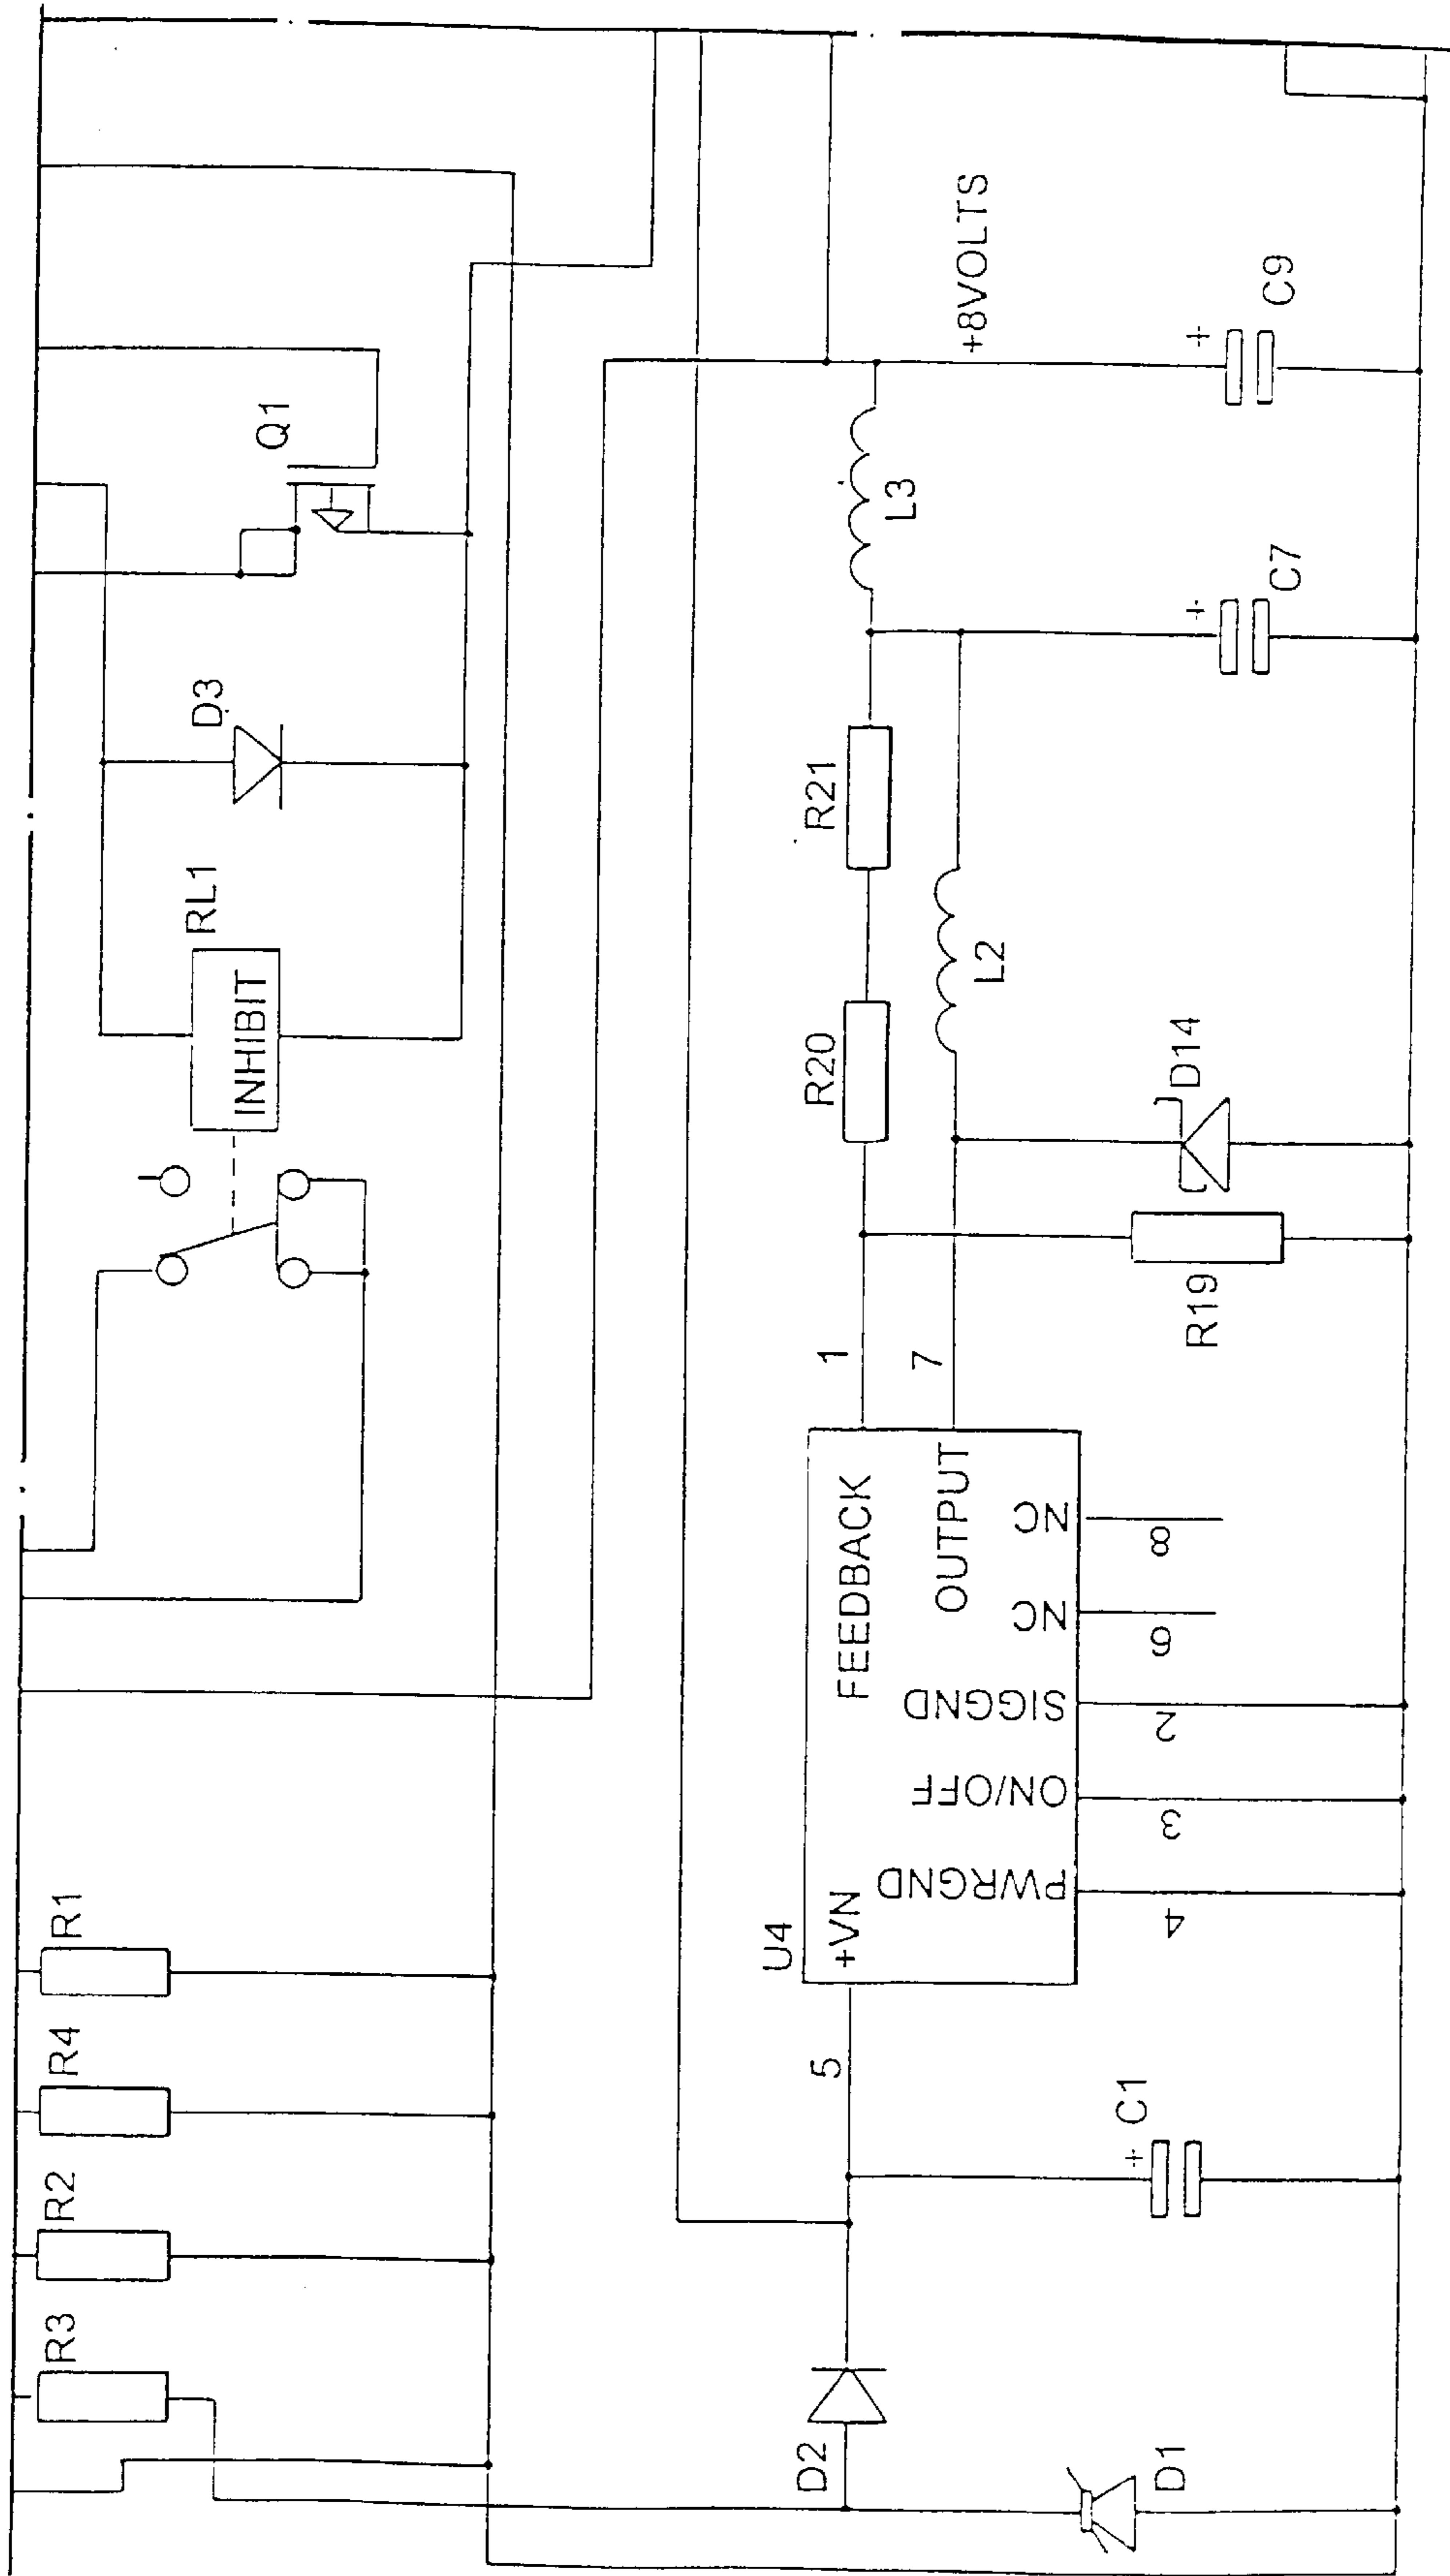 R3
R2
R4
R1
RL1
INHIBIT
D3
Q1
D2
D1
C1
+
5
U4
+VN
FEEDBACK
OUTPUT
PWRGND
ON/OFF
SIGGND
NC
NC
4
3
2
6
8
1
7
R19
D14
R20
R21
L2
L3
C7
+
+8VOLTS
C9
+